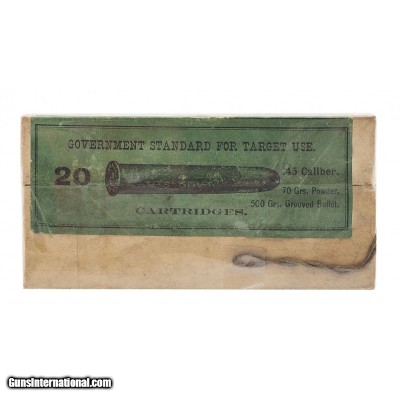 GOVERNMENT STANDARD FOR TARGET USE.
20
.45 Caliber.
70 Grs. Powder.
500 Grs. Grooved Bullet.
CARTRIDGES.
GunsInternational.com